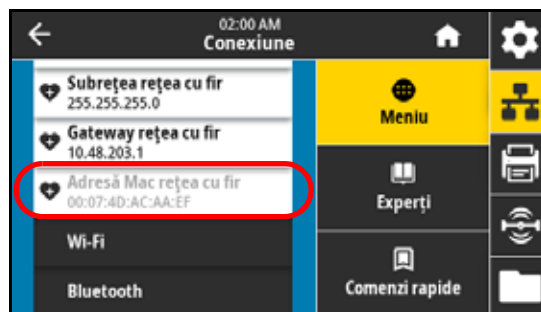 02:00 AM
Conexiune
Subrețea rețea cu fir
255.255.255.0
Gateway rețea cu fir
10.48.203.1
Adresă Mac rețea cu fir
00:07:4D:AC:AA:EF
Wi-Fi
Bluetooth
Meniu
Experți
Comenzi rapide